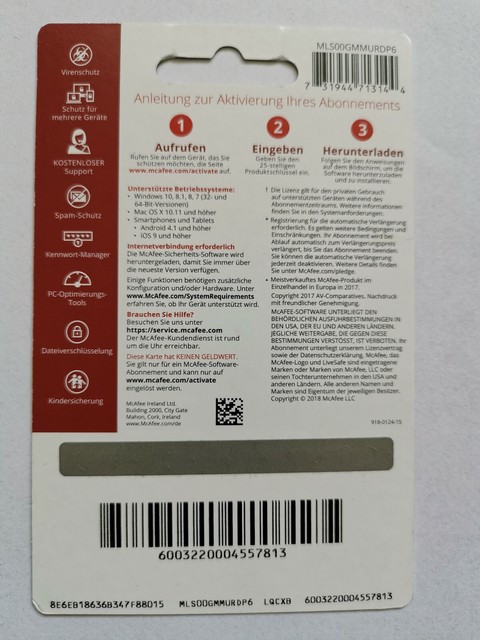 MLS00GMMURDP6
7 31944 71314 4
Anleitung zur Aktivierung Ihres Abonnements
1
Aufrufen
Rufen Sie auf dem Gerät, das Sie
schützen möchten, die Seite
www.mcafee.com/activate auf.
2
Eingeben
Geben Sie den
25-stelligen
Produktschlüssel ein.
3
Herunterladen
Folgen Sie den Anweisungen
auf dem Bildschirm, um die
Software herunterzuladen
und zu installieren.
Virenschutz
Schutz für
mehrere Geräte
KOSTENLOSER
Support
Spam-Schutz
Kennwort-Manager
PC-Optimierungs-
Tools
Dateiverschlüsselung
Kindersicherung
Unterstützte Betriebssysteme:
• Windows 10, 8.1, 8, 7 (32- und
64-Bit-Versionen)
• Mac OS X 10.11 und höher
• Smartphones und Tablets
• Android 4.1 und höher
• iOS 9 und höher
Internetverbindung erforderlich
Die McAfee-Sicherheits-Software wird
heruntergeladen, damit Sie immer über
die neueste Version verfügen.
Einige Funktionen benötigen zusätzliche
Konfiguration und/oder Hardware. Unter
www.McAfee.com/SystemRequirements
erfahren Sie, ob Ihr Gerät unterstützt wird.
Brauchen Sie Hilfe?
Besuchen Sie uns unter
https://service.mcafee.com
Der McAfee-Kundendienst ist rund
um die Uhr erreichbar.
Diese Karte hat KEINEN GELDWERT.
Sie gilt nur für ein McAfee-Software-
Abonnement und kann nur auf
www.mcafee.com/activate
eingelöst werden.
McAfee Ireland Ltd.
Building 2000, City Gate
Mahon, Cork, Ireland
www.McAfee.com/de
¹ Die Lizenz gilt für den privaten Gebrauch
auf unterstützten Geräten während des
Abonnementzeitraums. Weitere Informationen
finden Sie in den Systemanforderungen.
* Registrierung für die automatische Verlängerung
erforderlich. Es gelten weitere Bedingungen und
Einschränkungen. Ihr Abonnement wird bei
Ablauf automatisch zum Verlängerungspreis
verlängert, bis Sie das Abonnement beenden.
Sie können die automatische Verlängerung
jederzeit deaktivieren. Weitere Details finden
Sie unter McAfee.com/pledge.
• Meistverkauftes McAfee-Produkt im
Einzelhandel in Europa in 2017.
Copyright 2017 AV-Comparatives. Nachdruck
mit freundlicher Genehmigung.
McAFEE-SOFTWARE UNTERLIEGT DEN
BEHÖRDLICHEN AUSFUHRBESTIMMUNGEN IN
DEN USA, DER EU UND ANDEREN LÄNDERN.
JEGLICHE WEITERGABE, DIE GEGEN DIESE
BESTIMMUNGEN VERSTÖSST, IST VERBOTEN. Ihr
Abonnement unterliegt unserem Lizenzvertrag
sowie der Datenschutzerklärung. McAfee, das
McAfee-Logo und LiveSafe sind eingetragene
Marken oder Marken von McAfee, LLC oder
seinen Tochterunternehmen in den USA und
anderen Ländern. Alle anderen Namen und
Marken sind Eigentum der jeweiligen Besitzer.
Copyright © 2018 McAfee LLC
918-0124-15
6003220004557813
8E6EB18636B347F88015 MLS00GMMURDP6 LQCXB 6003220004557813